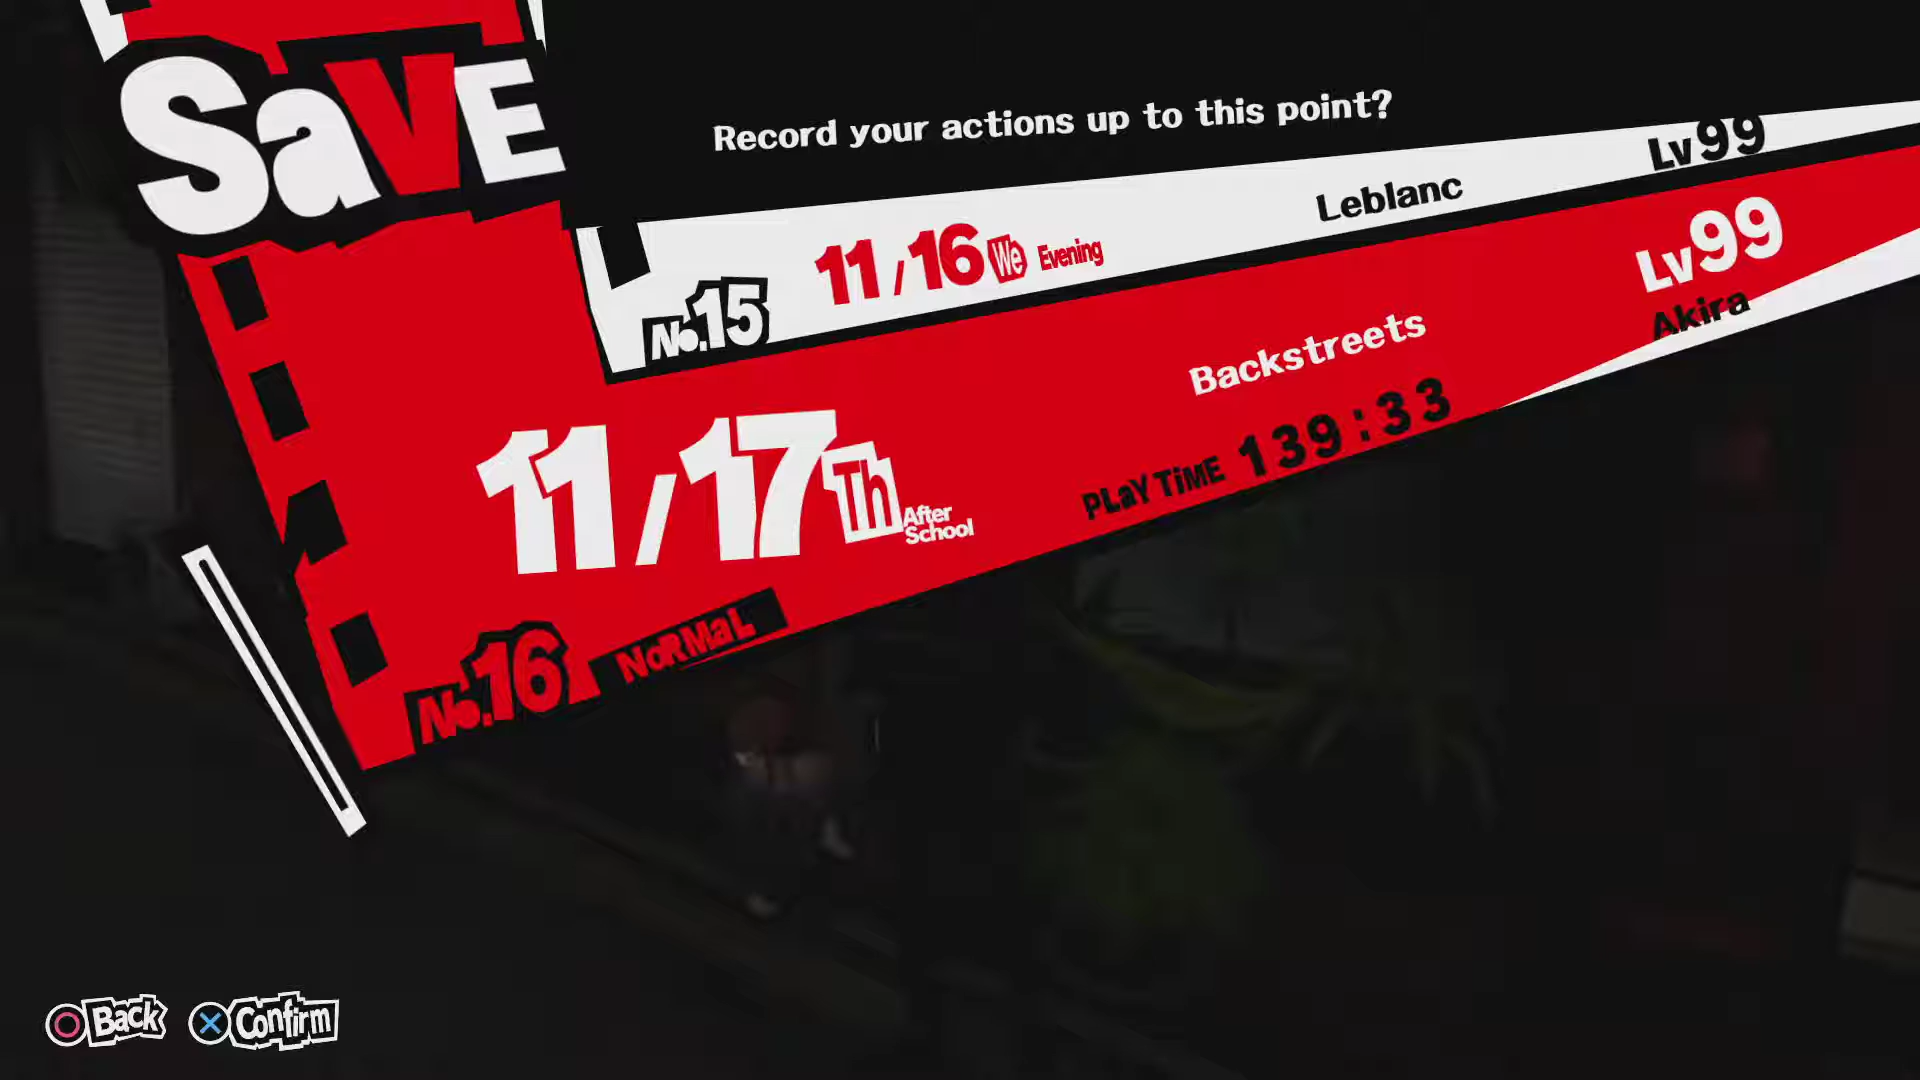 SaVE
Record your actions up to this point?
No.15 11/16 We Evening Leblanc Lv99
11/17 Th After School Backstreets Lv99
Akira
PLaY TiME 139:33
No.16 NoRMaL
Back Confirm